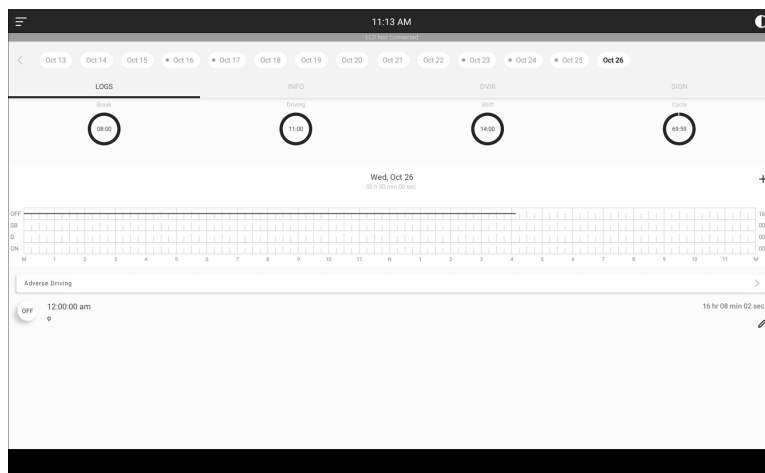 11:13 AM
ELD Not Connected
Oct 13 Oct 14 Oct 15 • Oct 16 • Oct 17 Oct 18 Oct 19 Oct 20 Oct 21 Oct 22 • Oct 23 • Oct 24 • Oct 25 Oct 26
LOGS INFO DVIR SIGN
Break Driving Shift Cycle
08:00 11:00 14:00 69:59
Wed, Oct 26
00 h 00 min 00 sec
OFF 16
SB 00
D 00
ON 00
M 1 2 3 4 5 6 7 8 9 10 11 N 1 2 3 4 5 6 7 8 9 10 11 M
Adverse Driving
OFF 12:00:00 am 16 hr 08 min 02 sec